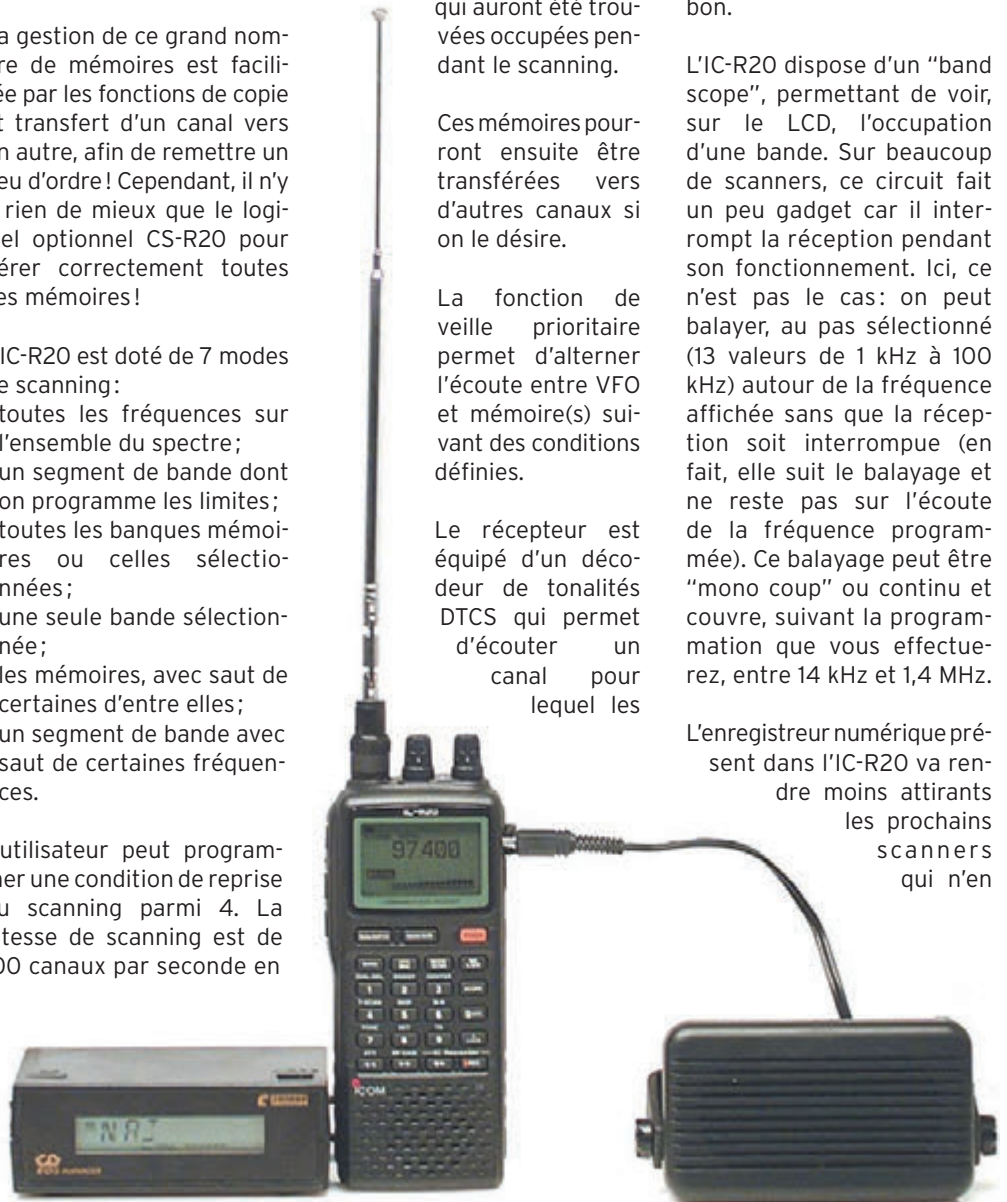 a gestion de ce grand nom-
re de mémoires est facili-
ée par les fonctions de copie
t transfert d'un canal vers
n autre, afin de remettre un
eu d'ordre! Cependant, il n'y
rien de mieux que le logi-
el optionnel CS-R20 pour
érer correctement toutes
es mémoires!
IC-R20 est doté de 7 modes
e scanning:
toutes les fréquences sur
l'ensemble du spectre;
un segment de bande dont
on programme les limites;
toutes les banques mémoi-
res ou celles sélectio-
nnées;
une seule bande sélection-
née;
les mémoires, avec saut de
certaines d'entre elles;
un segment de bande avec
saut de certaines fréquen-
ces.
utilisateur peut program-
mer une condition de reprise
u scanning parmi 4. La
tesse de scanning est de
00 canaux par seconde en
qui auront été trou-
vées occupées pen-
dant le scanning.
Ces mémoires pour-
ront ensuite être
transférées vers
d'autres canaux si
on le désire.
La fonction de
veille prioritaire
permet d'alterner
l'écoute entre VFO
et mémoire(s) sui-
vant des conditions
définies.
Le récepteur est
équipé d'un déco-
deur de tonalités
DTCS qui permet
d'écouter un
canal pour
lequel les
bon.
L'IC-R20 dispose d'un "band
scope", permettant de voir,
sur le LCD, l'occupation
d'une bande. Sur beaucoup
de scanners, ce circuit fait
un peu gadget car il inter-
rompt la réception pendant
son fonctionnement. Ici, ce
n'est pas le cas: on peut
balayer, au pas sélectionné
(13 valeurs de 1 kHz à 100
kHz) autour de la fréquence
affichée sans que la récep-
tion soit interrompue (en
fait, elle suit le balayage et
ne reste pas sur l'écoute
de la fréquence program-
mée). Ce balayage peut être
"mono coup" ou continu et
couvre, suivant la program-
mation que vous effectue-
rez, entre 14 kHz et 1,4 MHz.
L'enregistreur numérique pré-
sent dans l'IC-R20 va ren-
dre moins attirants
les prochains
scanners
qui n'en
IC-R20
97.400
1 2 3
4 5 6
7 8 9
ICOM
NRJ
RDS MANAGER